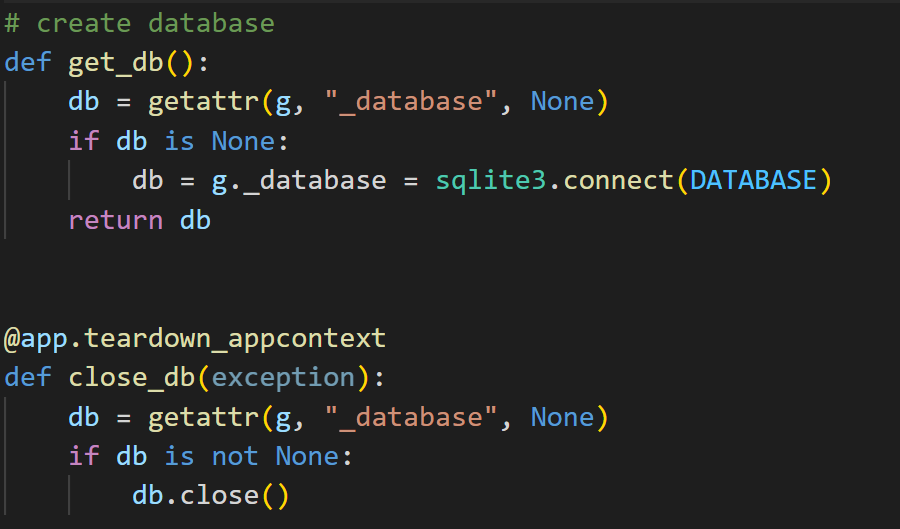 # create database
def get_db():
    db = getattr(g, "_database", None)
    if db is None:
        db = g._database = sqlite3.connect(DATABASE)
    return db
@app.teardown_appcontext
def close_db(exception):
    db = getattr(g, "_database", None)
    if db is not None:
        db.close()